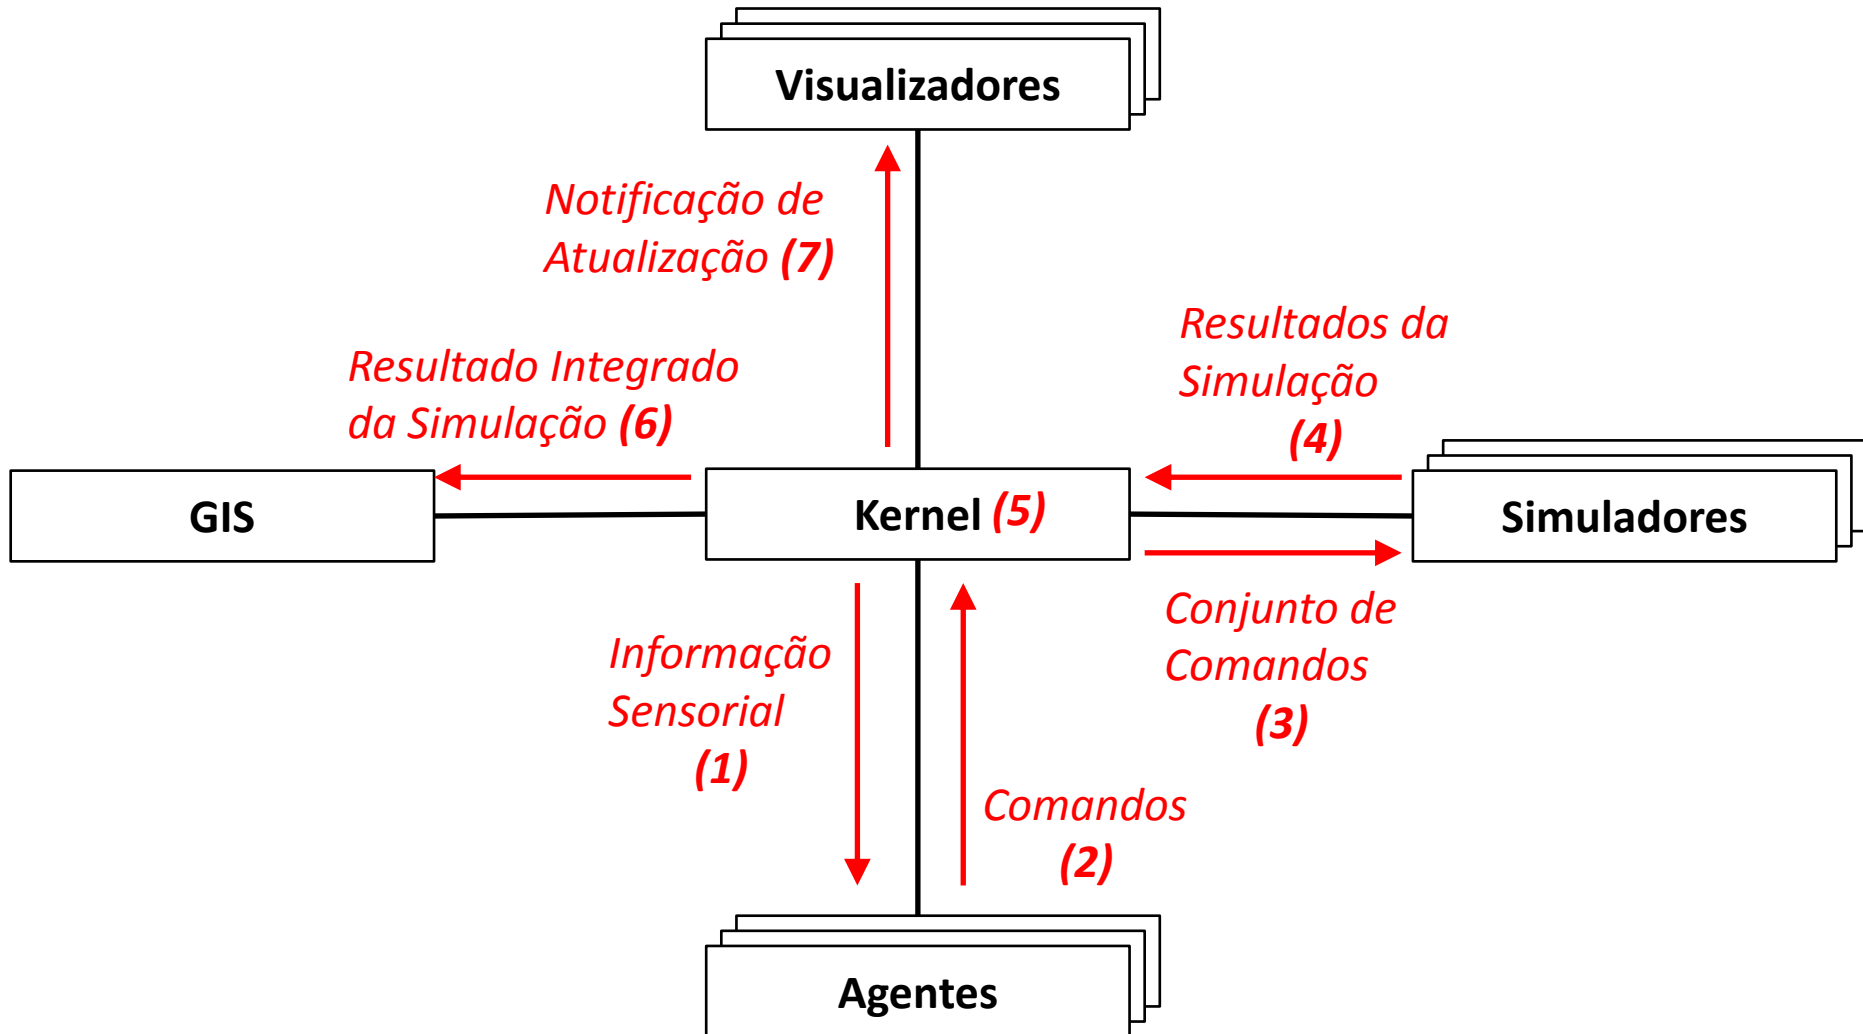 Visualizadores
Notificação de
Atualização (7)
Resultados da
Simulação
(4)
Resultado Integrado
da Simulação (6)
GIS
Kernel (5)
Simuladores
Informação
Sensorial
(1)
Conjunto de
Comandos
(3)
Comandos
(2)
Agentes